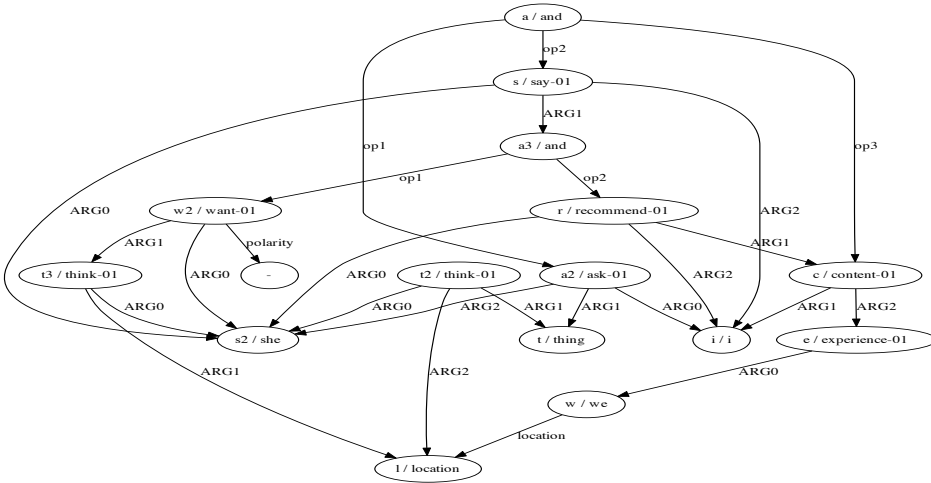 a / and
op2
s / say-01
ARG1
op1
a3 / and
op3
op1
op2
ARG0
w2 / want-01
r / recommend-01
ARG2
ARG1
polarity
ARG1
t3 / think-01
ARG0
-
ARG0
t2 / think-01
a2 / ask-01
ARG2
c / content-01
ARG0
ARG0
ARG1
ARG2
ARG1
ARG0
ARG1
ARG2
s2 / she
t / thing
i / i
e / experience-01
ARG1
ARG2
ARG0
w / we
location
l / location